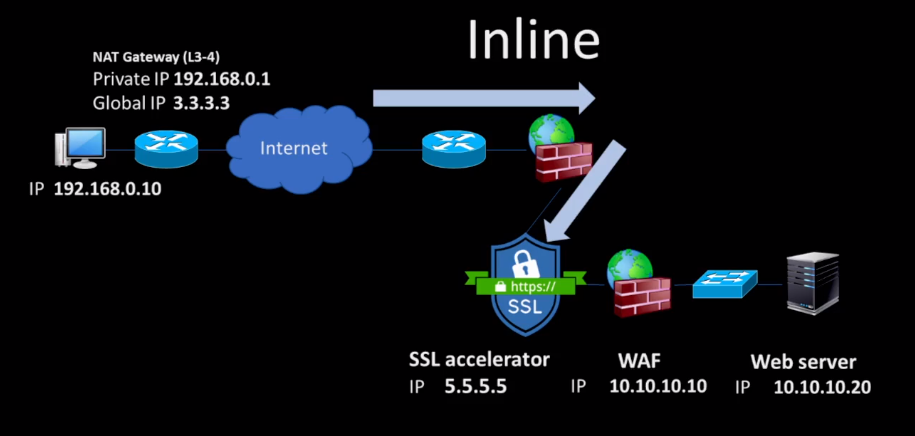 Inline
NAT Gateway (L3-4)
Private IP 192.168.0.1
Global IP 3.3.3.3
Internet
IP 192.168.0.10
https://
SSL
SSL accelerator
IP 5.5.5.5
WAF
IP 10.10.10.10
Web server
IP 10.10.10.20